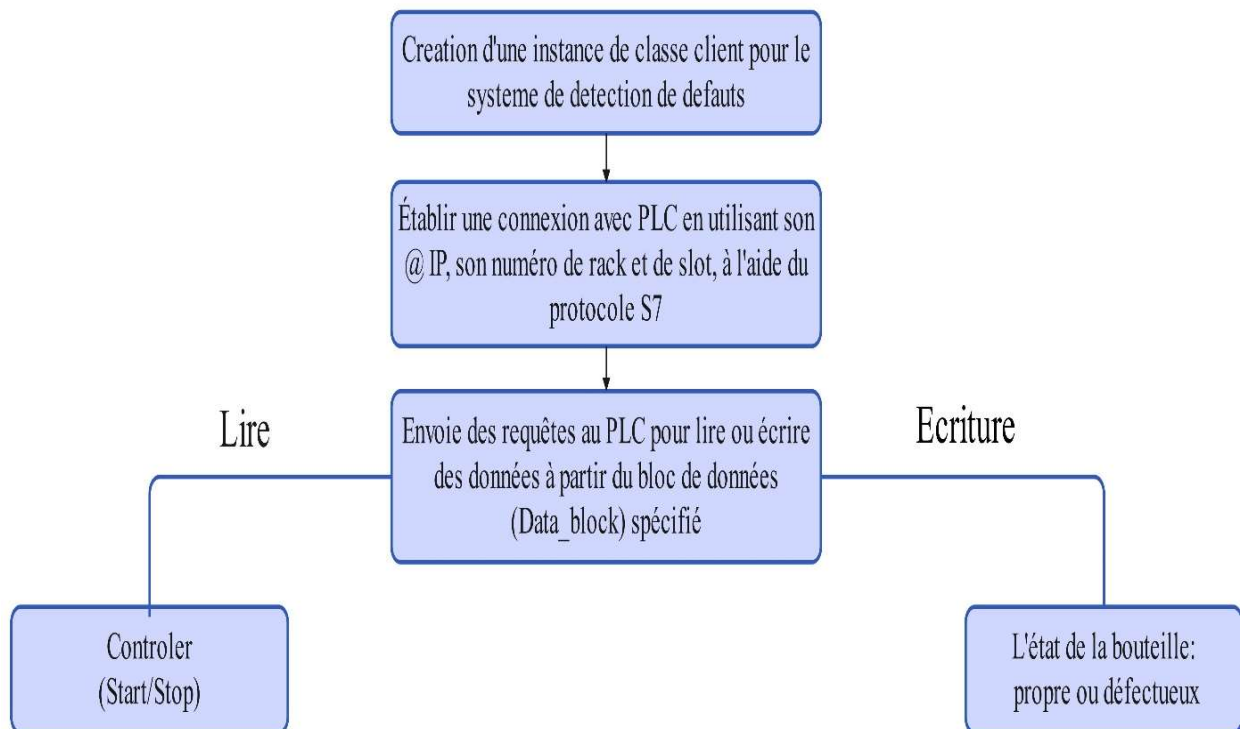 Creation d'une instance de classe client pour le
systeme de detection de defauts
Établir une connexion avec PLC en utilisant son
@ IP, son numéro de rack et de slot, à l'aide du
protocole S7
Lire
Envoie des requêtes au PLC pour lire ou écrire
des données à partir du bloc de données
(Data_block) spécifié
Ecriture
Controler
(Start/Stop)
L'état de la bouteille:
propre ou défectueux